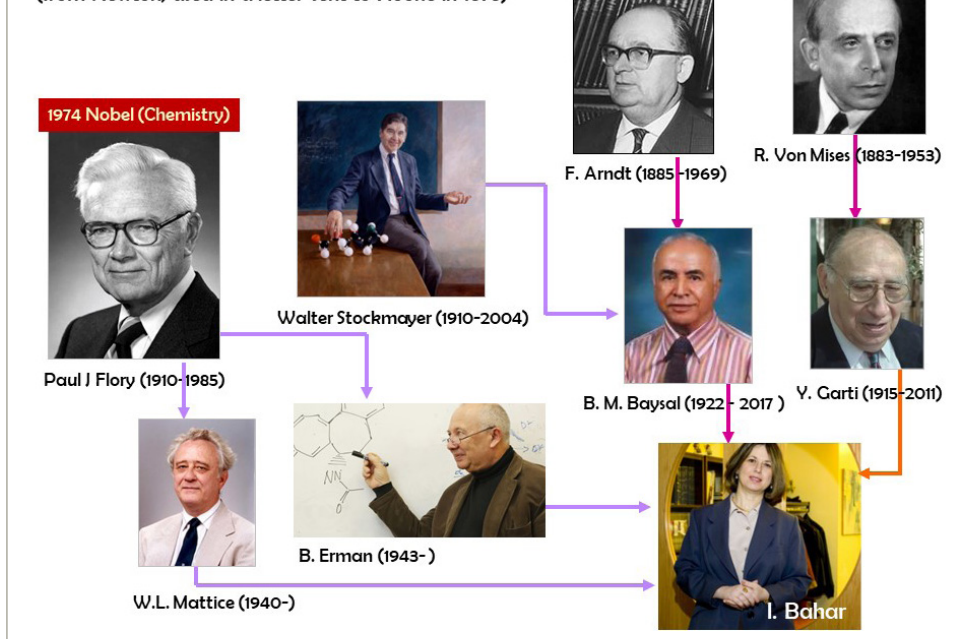 1974 Nobel (Chemistry)
F. Arndt (1885-1969)
R. Von Mises (1883-1953)
Walter Stockmayer (1910-2004)
Paul J Flory (1910-1985)
B. M. Baysal (1922 - 2017 )
Y. Garti (1915-2011)
B. Erman (1943- )
W.L. Mattice (1940-)
I. Bahar